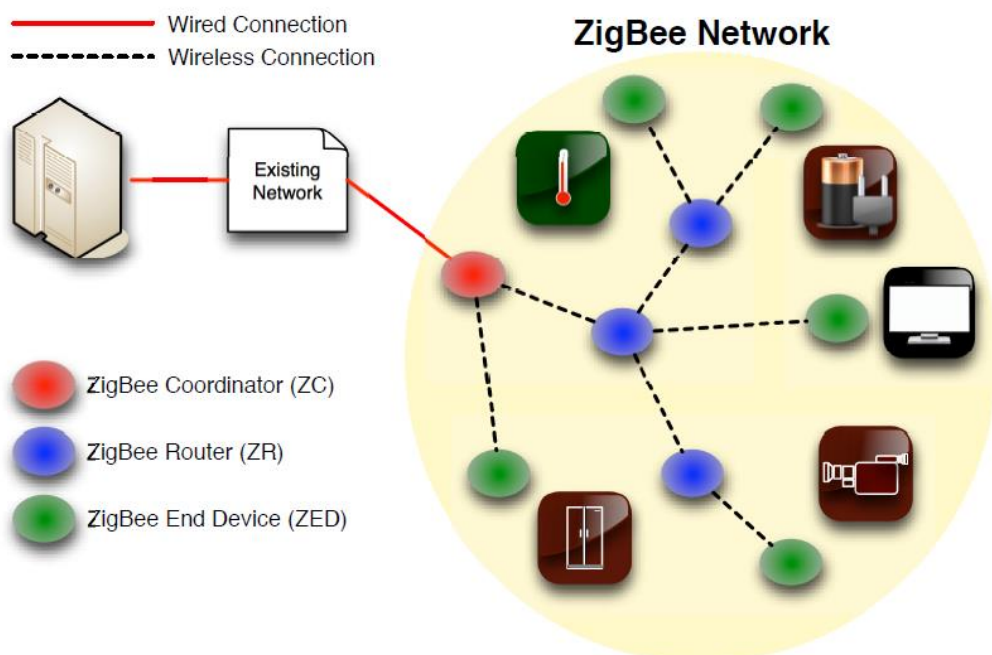 Wired Connection
Wireless Connection
ZigBee Network
Existing
Network
ZigBee Coordinator (ZC)
ZigBee Router (ZR)
ZigBee End Device (ZED)